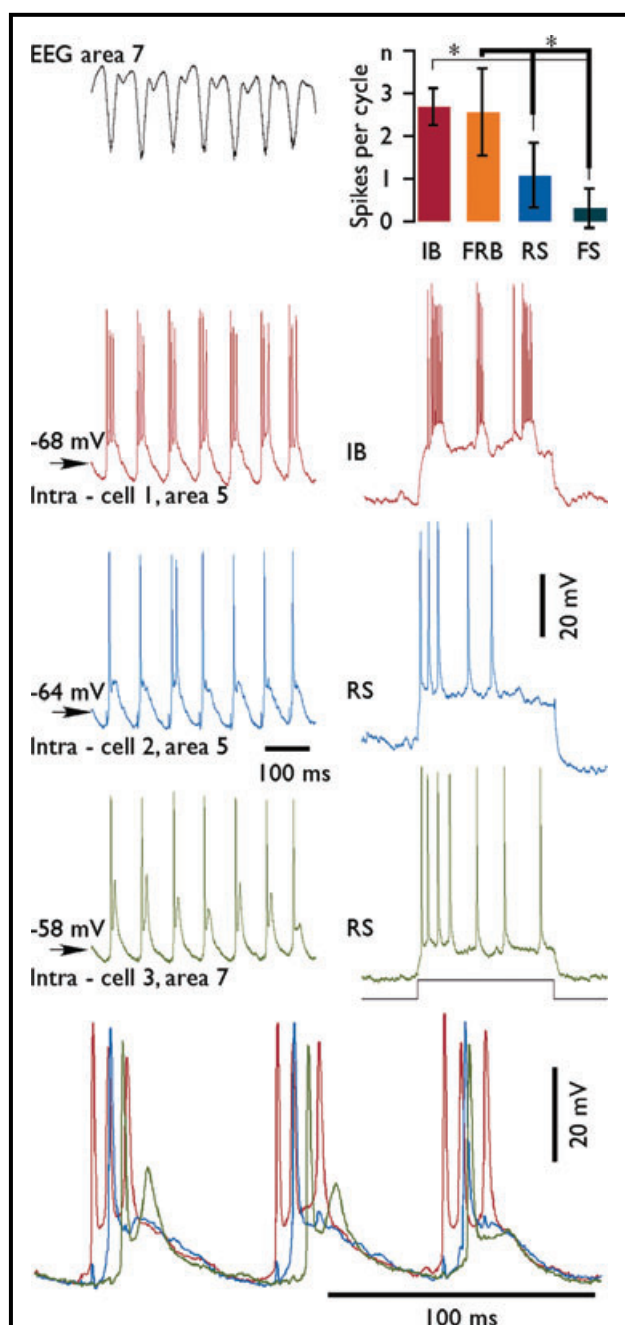 EEG area 7
n
*
*
Spikes per cycle
3
2
1
0
IB FRB RS FS
-68 mV
Intra - cell 1, area 5
IB
-64 mV
Intra - cell 2, area 5
100 ms
RS
20 mV
-58 mV
Intra - cell 3, area 7
RS
20 mV
100 ms